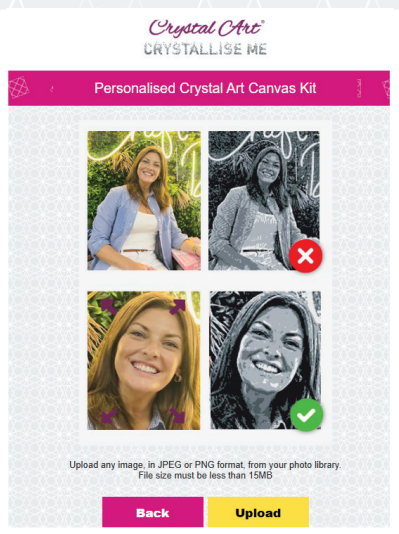 Crystal Art®
CRYSTALLISE ME
Personalised Crystal Art Canvas Kit
Upload any image, in JPEG or PNG format, from your photo library.
File size must be less than 15MB
Back
Upload